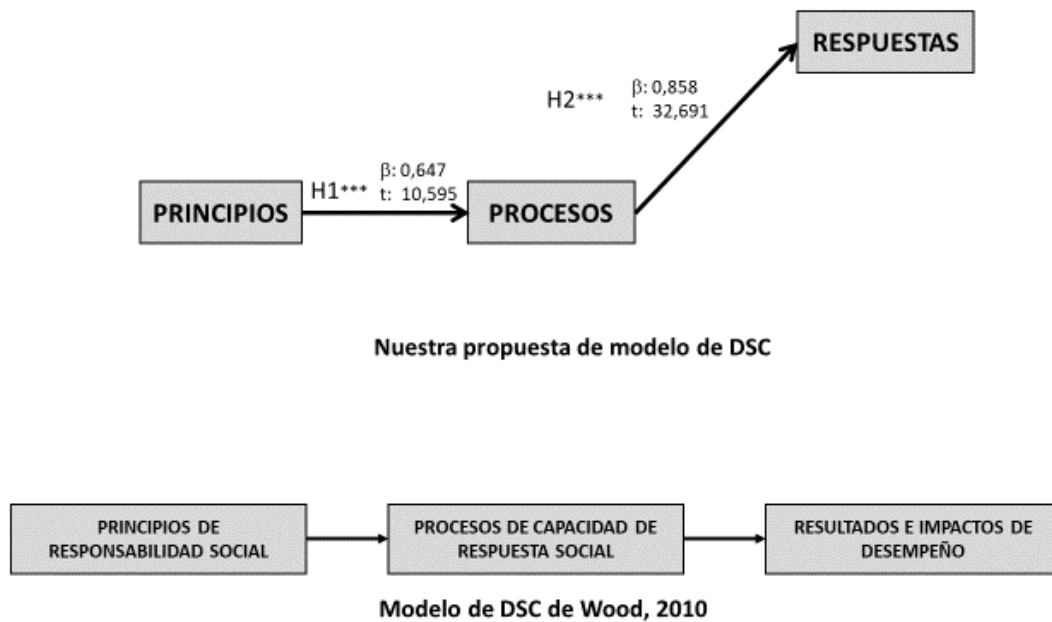 RESPUESTAS
H2***
β: 0,858
t: 32,691
H1***
β: 0,647
t: 10,595
PRINCIPIOS
PROCESOS
Nuestra propuesta de modelo de DSC
PRINCIPIOS DE
RESPONSABILIDAD SOCIAL
PROCESOS DE CAPACIDAD DE
RESPUESTA SOCIAL
RESULTADOS E IMPACTOS DE
DESEMPEÑO
Modelo de DSC de Wood, 2010